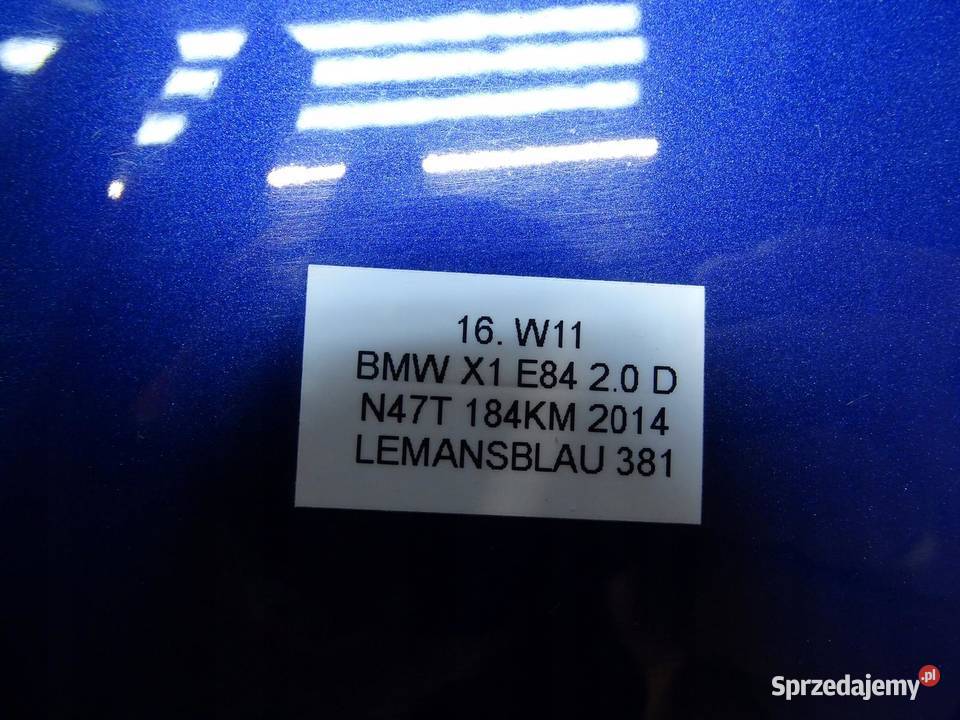 16. W11
BMW X1 E84 2.0 D
N47T 184KM 2014
LEMANSBLAU 381
Sprzedajemy.pl